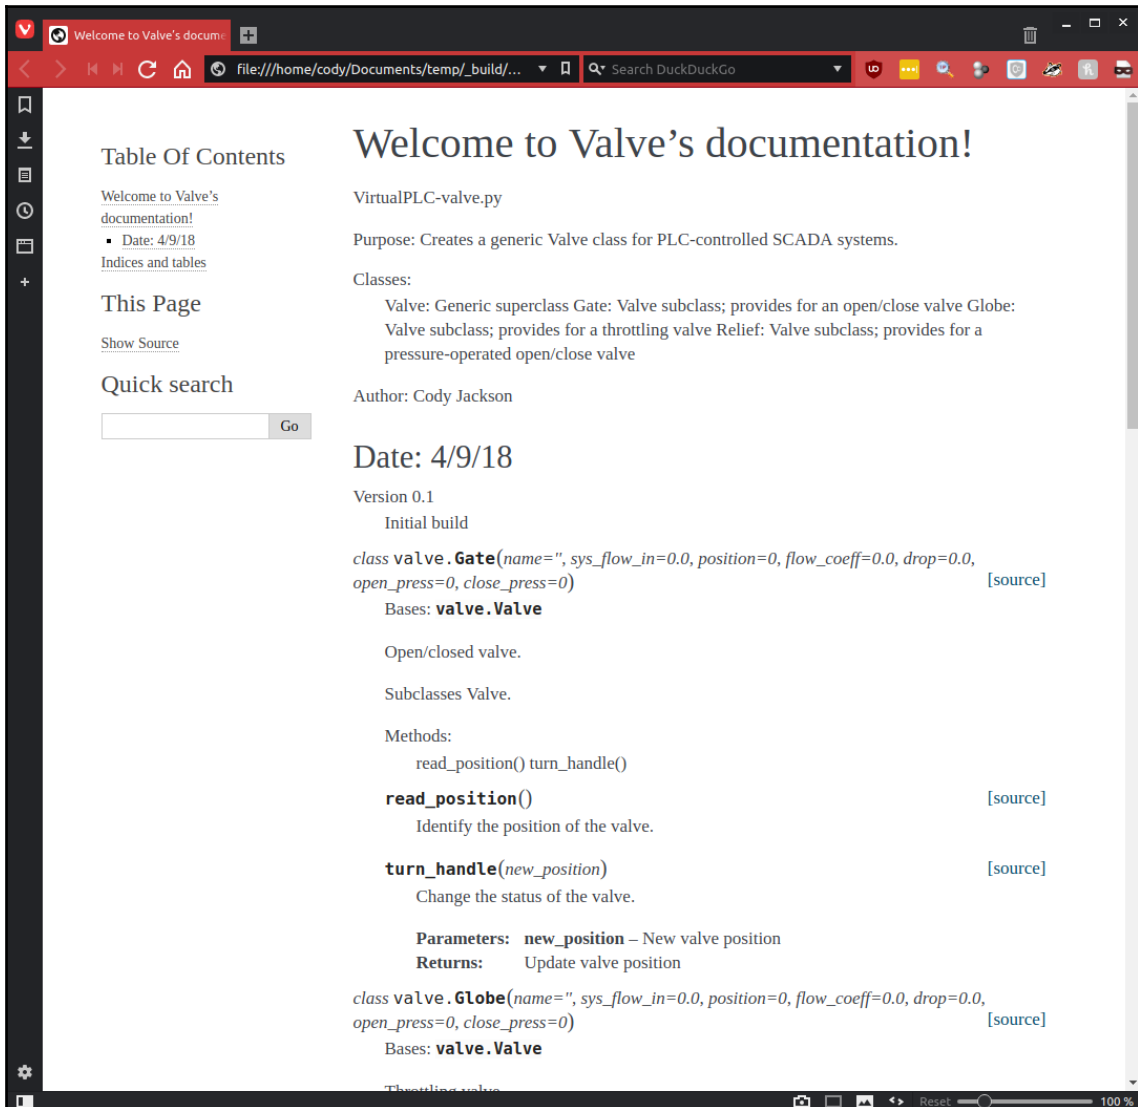 Welcome to Valve's docume
file:///home/cody/Documents/temp/_build/...
Search DuckDuckGo
Table Of Contents
Welcome to Valve's
documentation!
Date: 4/9/18
Indices and tables
This Page
Show Source
Quick search
Go
Welcome to Valve's documentation!
VirtualPLC-valve.py
Purpose: Creates a generic Valve class for PLC-controlled SCADA systems.
Classes:
Valve: Generic superclass Gate: Valve subclass; provides for an open/close valve Globe:
Valve subclass; provides for a throttling valve Relief: Valve subclass; provides for a
pressure-operated open/close valve
Author: Cody Jackson
Date: 4/9/18
Version 0.1
Initial build
class valve.Gate(name='', sys_flow_in=0.0, position=0, flow_coeff=0.0, drop=0.0,
open_press=0, close_press=0) [source]
Bases: valve.Valve
Open/closed valve.
Subclasses Valve.
Methods:
read_position() turn_handle()
read_position() [source]
Identify the position of the valve.
turn_handle(new_position) [source]
Change the status of the valve.
Parameters: new_position – New valve position
Returns: Update valve position
class valve.Globe(name='', sys_flow_in=0.0, position=0, flow_coeff=0.0, drop=0.0,
open_press=0, close_press=0) [source]
Bases: valve.Valve
Throttling valve
Reset 100 %